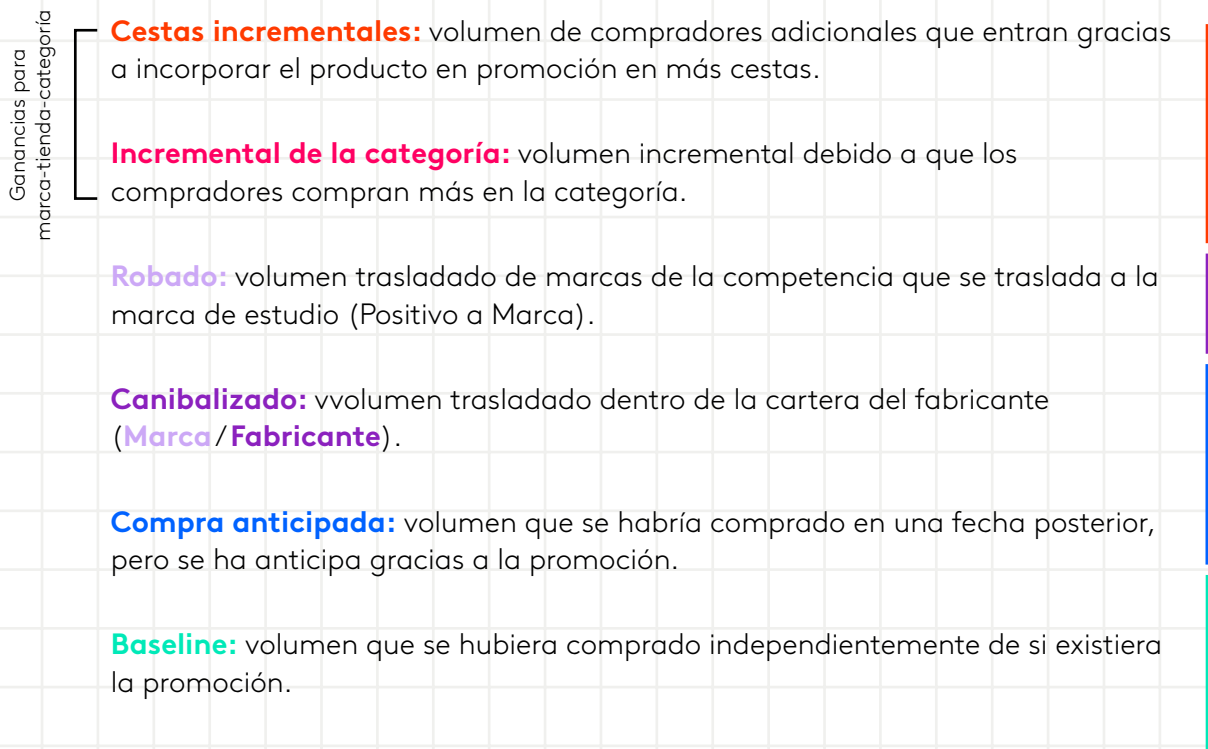 Ganancias para
marca-tienda-categoría
Cestas incrementales: volumen de compradores adicionales que entran gracias
a incorporar el producto en promoción en más cestas.
Incremental de la categoría: volumen incremental debido a que los
compradores compran más en la categoría.
Robado: volumen trasladado de marcas de la competencia que se traslada a la
marca de estudio (Positivo a Marca).
Canibalizado: vvolumen trasladado dentro de la cartera del fabricante
(Marca/Fabricante).
Compra anticipada: volumen que se habría comprado en una fecha posterior,
pero se ha anticipa gracias a la promoción.
Baseline: volumen que se hubiera comprado independientemente de si existiera
la promoción.